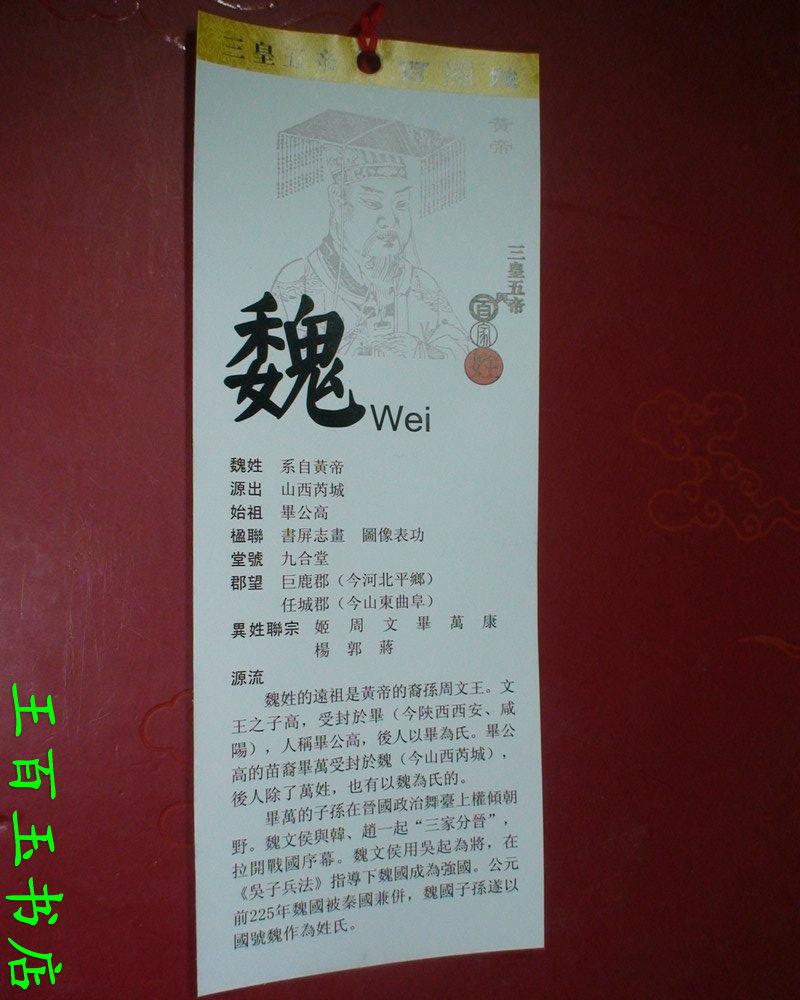 三皇五帝 百家姓
黃帝
三皇五帝
與
百家姓
魏 Wei
魏姓 系自黃帝
源出 山西芮城
始祖 畢公高
楹聯 書屏志畫 圖像表功
堂號 九合堂
郡望 巨鹿郡（今河北平鄉）
任城郡（今山東曲阜）
異姓聯宗 姬 周 文 畢 萬 康
楊 郭 蔣
源流
魏姓的遠祖是黃帝的裔孫周文王。文
王之子高，受封於畢（今陝西西安、咸
陽），人稱畢公高，後人以畢為氏。畢公
高的苗裔畢萬受封於魏（今山西芮城），
後人除了萬姓，也有以魏為氏的。
畢萬的子孫在晉國政治舞臺上權傾朝
野。魏文侯與韓、趙一起“三家分晉”，
拉開戰國序幕。魏文侯用吳起為將，在
《吳子兵法》指導下魏國成為強國。公元
前225年魏國被秦國兼併，魏國子孫遂以
國號魏作為姓氏。
王百玉书店